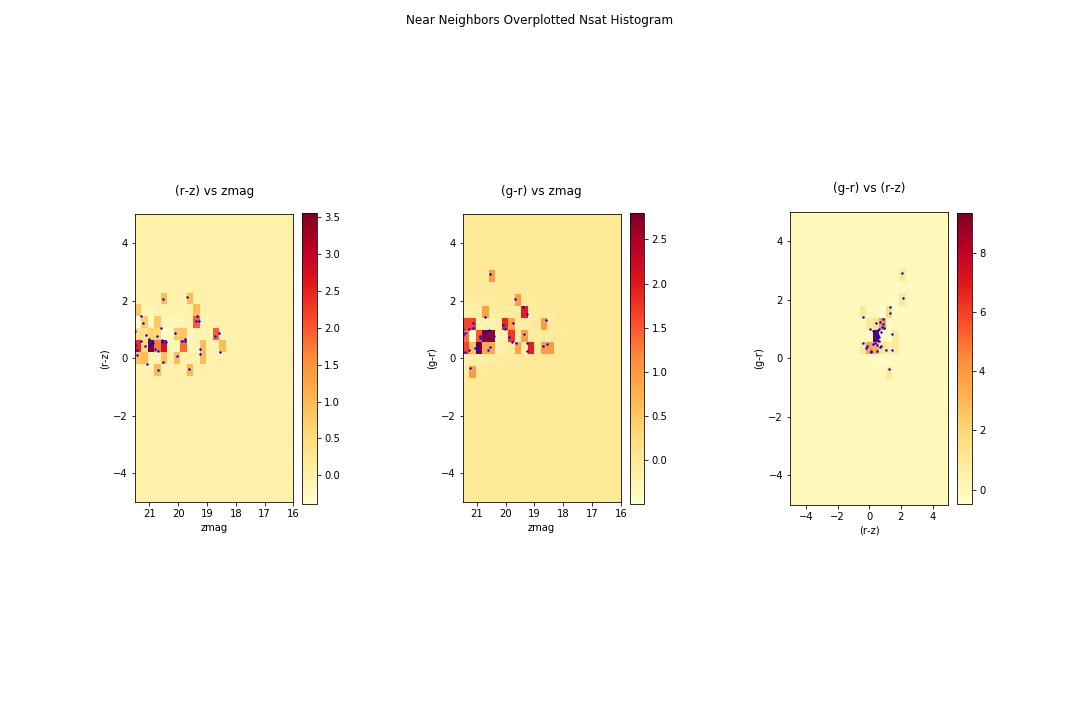 Near Neighbors Overplotted Nsat Histogram
(r-z) vs zmag
(r-z)
4
2
0
−2
−4
21 20 19 18 17 16
zmag
3.5
3.0
2.5
2.0
1.5
1.0
0.5
0.0
(g-r) vs zmag
(g-r)
4
2
0
−2
−4
21 20 19 18 17 16
zmag
2.5
2.0
1.5
1.0
0.5
0.0
(g-r) vs (r-z)
(g-r)
4
2
0
−2
−4
−4 −2 0 2 4
(r-z)
8
6
4
2
0